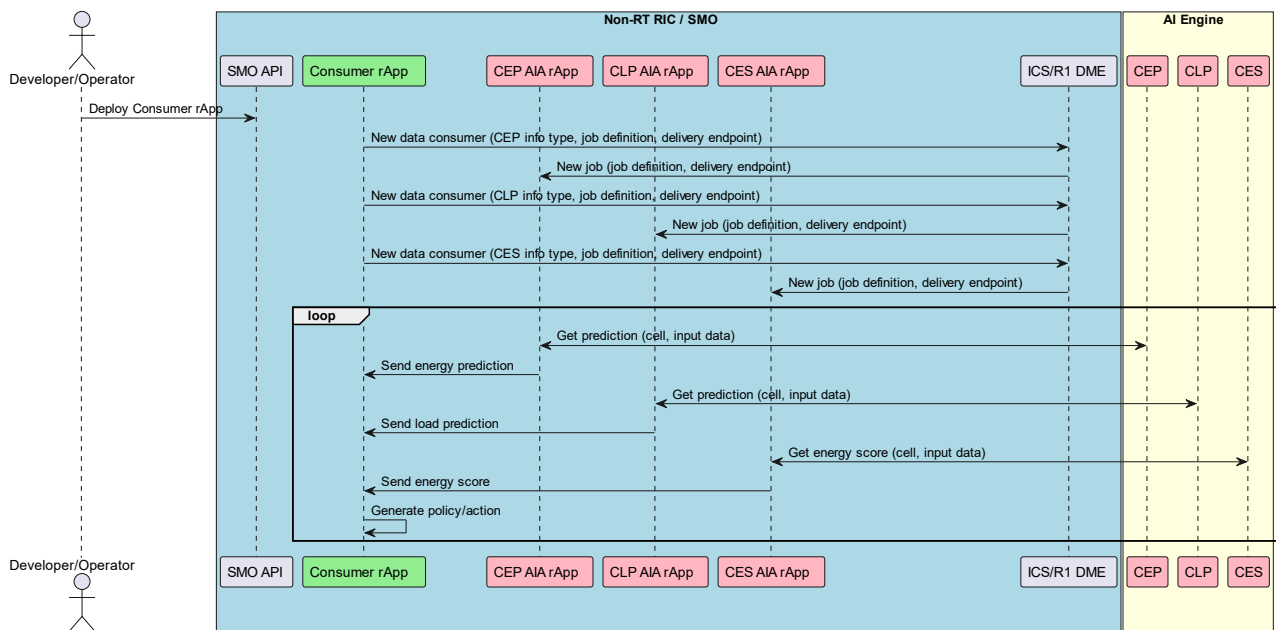 Non-RT RIC / SMO
AI Engine
Developer/Operator
SMO API
Consumer rApp
CEP AIA rApp
CLP AIA rApp
CES AIA rApp
ICS/R1 DME
CEP
CLP
CES
Deploy Consumer rApp
New data consumer (CEP info type, job definition, delivery endpoint)
New job (job definition, delivery endpoint)
New data consumer (CLP info type, job definition, delivery endpoint)
New job (job definition, delivery endpoint)
New data consumer (CES info type, job definition, delivery endpoint)
New job (job definition, delivery endpoint)
loop
Get prediction (cell, input data)
Send energy prediction
Get prediction (cell, input data)
Send load prediction
Get energy score (cell, input data)
Send energy score
Generate policy/action
Developer/Operator
SMO API
Consumer rApp
CEP AIA rApp
CLP AIA rApp
CES AIA rApp
ICS/R1 DME
CEP
CLP
CES